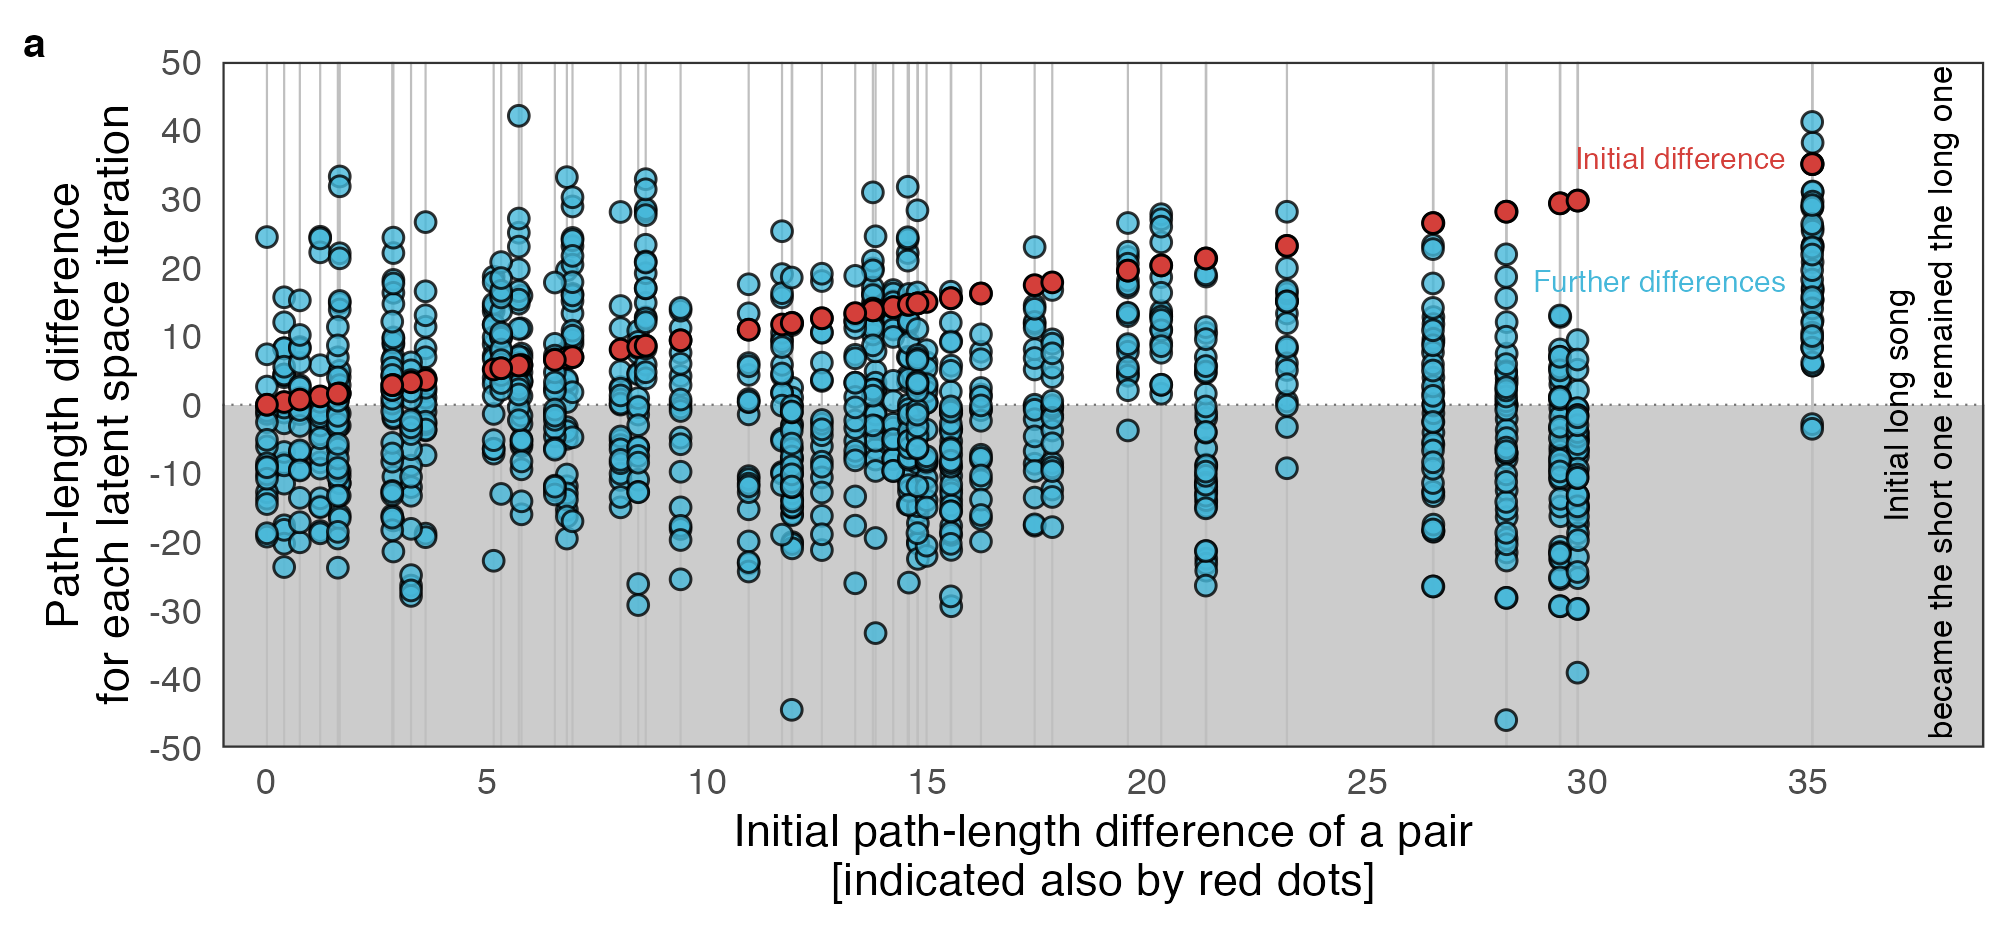 a
Path-length difference
for each latent space iteration
50
40
30
20
10
0
-10
-20
-30
-40
-50
Initial difference
Further differences
Initial long song
became the short one remained the long one
0 5 10 15 20 25 30 35
Initial path-length difference of a pair
[indicated also by red dots]